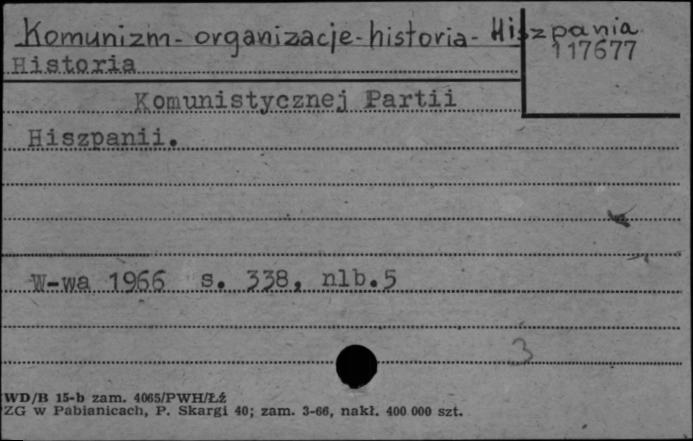 Komunizm - organizacje - historia - Hiszpania
117677
Historia
Komunistycznej Partii
Hiszpanii.
W-wa 1966 s. 338, nlb.5
3
WD/B 15-b zam. 4065/PWH/ŁŹ
ZG w Pabianicach, P. Skargi 40; zam. 3-66, nakł. 400 000 szt.